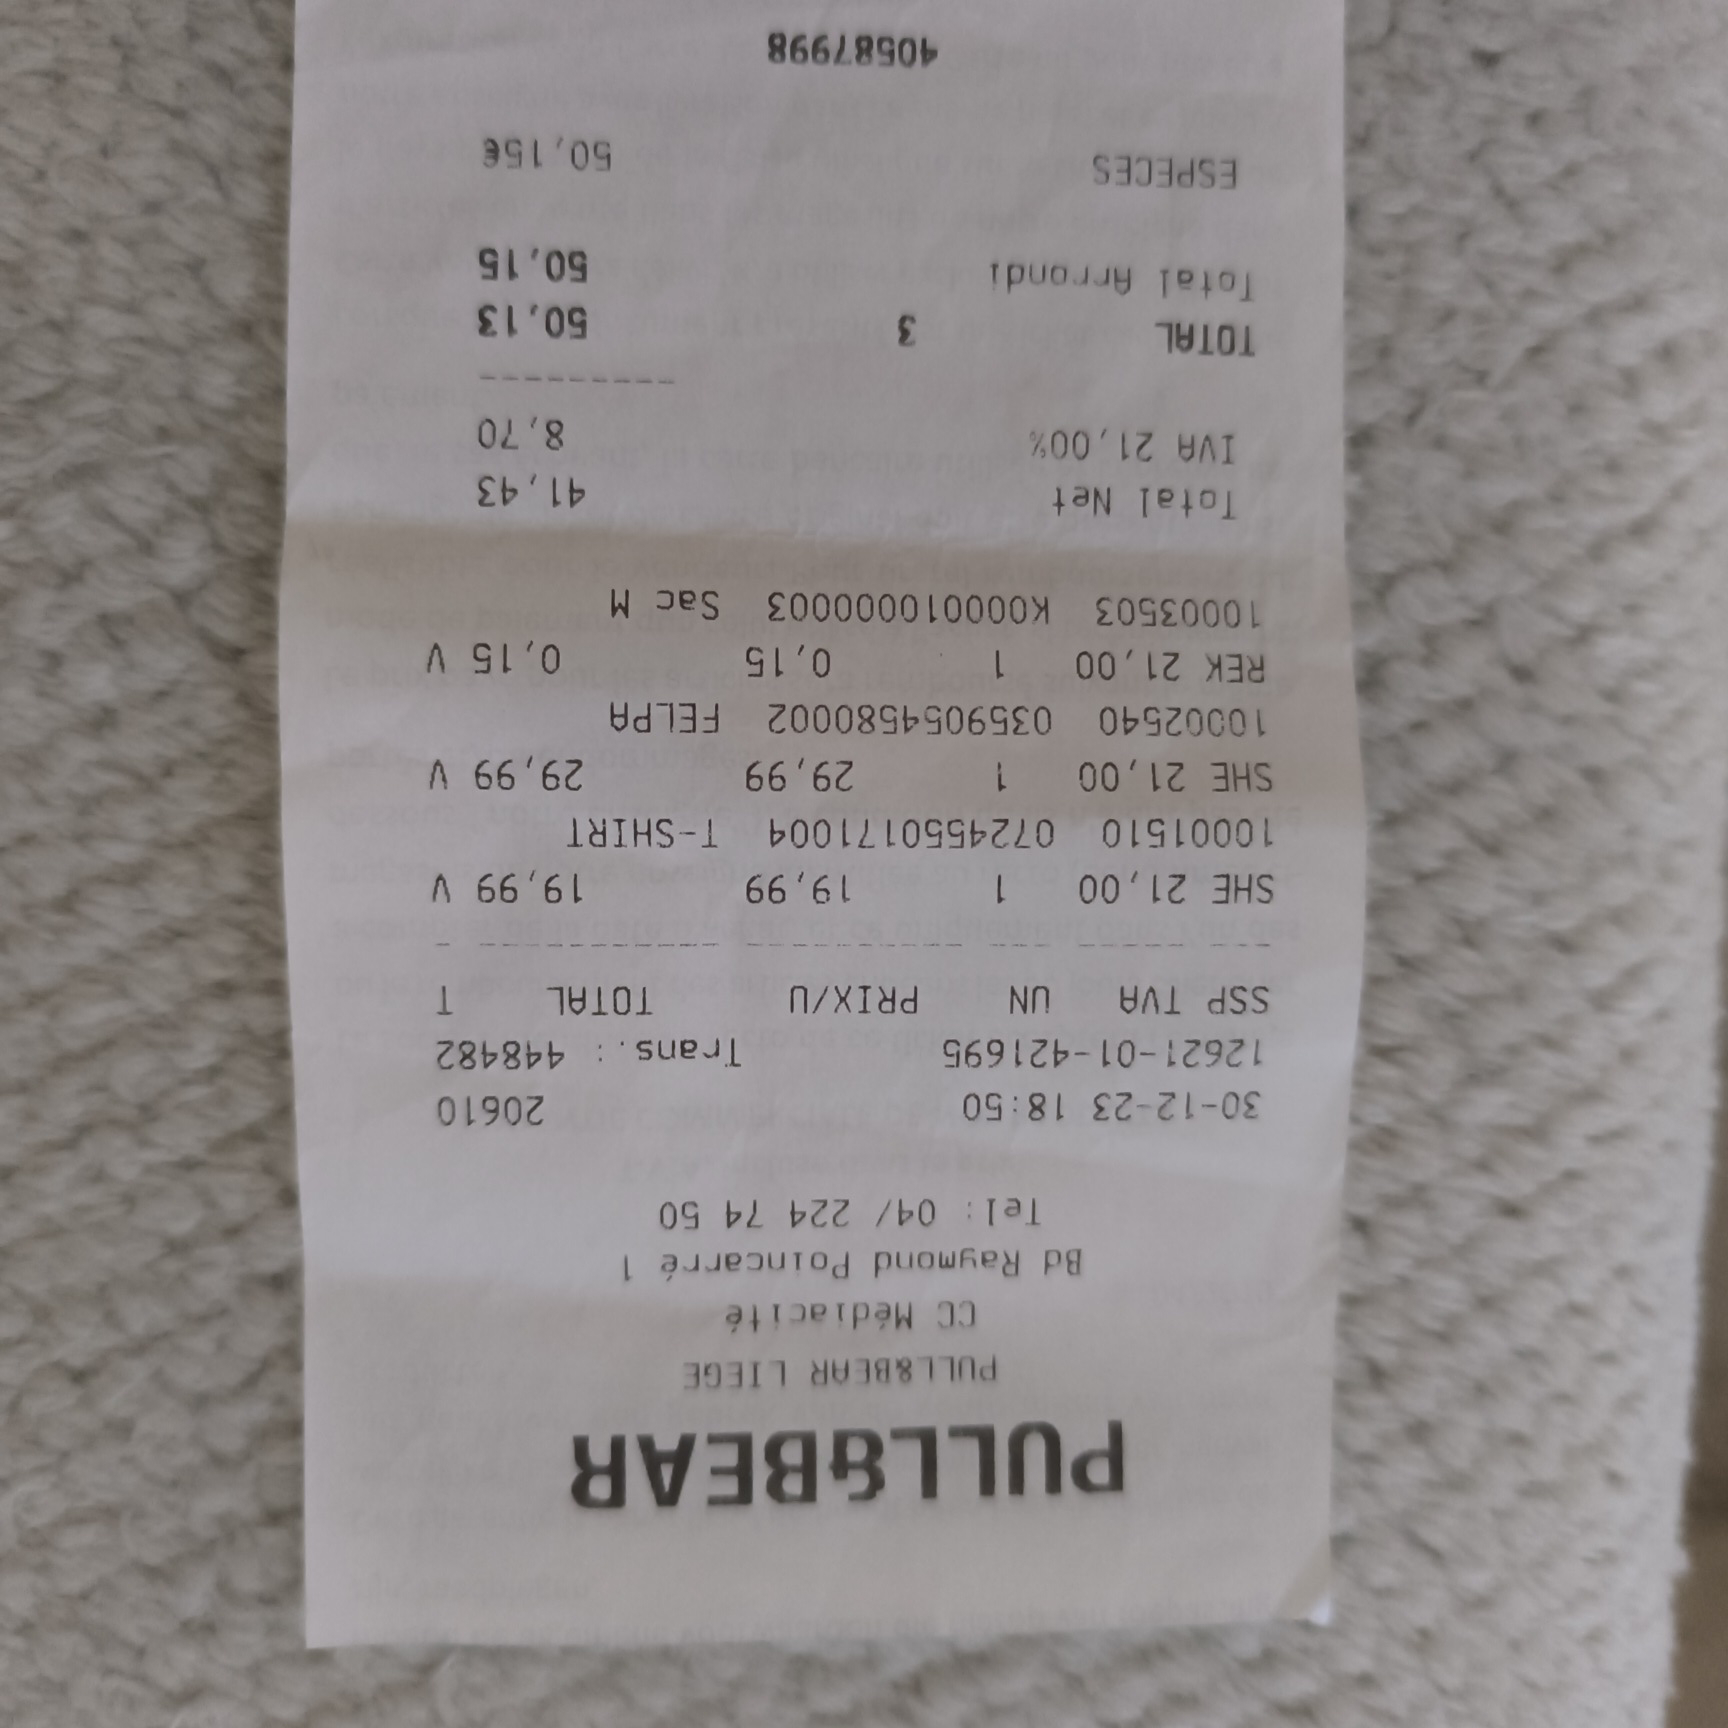 PULL&BEAR
PULL&BEAR LIEGE
CC Médiacité
Bd Raymond Poincarré 1
Tel: 04/ 224 74 50
30-12-23 18:50 20610
12621-01-421695 Trans.: 448482
SSP TVA UN PRIX/U TOTAL T
--- ------ --- ---------- ----------- -
SHE 21,00 1 19,99 19,99 V
10001510 0724550171004 T-SHIRT
SHE 21,00 1 29,99 29,99 V
10002540 0359054580002 FELPA
REK 21,00 1 0,15 0,15 V
10003503 K000010000003 Sac M
Total Net 41,43
IVA 21,00% 8,70
---------
TOTAL 3 50,13
Total Arrondi 50,15
ESPECES 50,15€
40587998